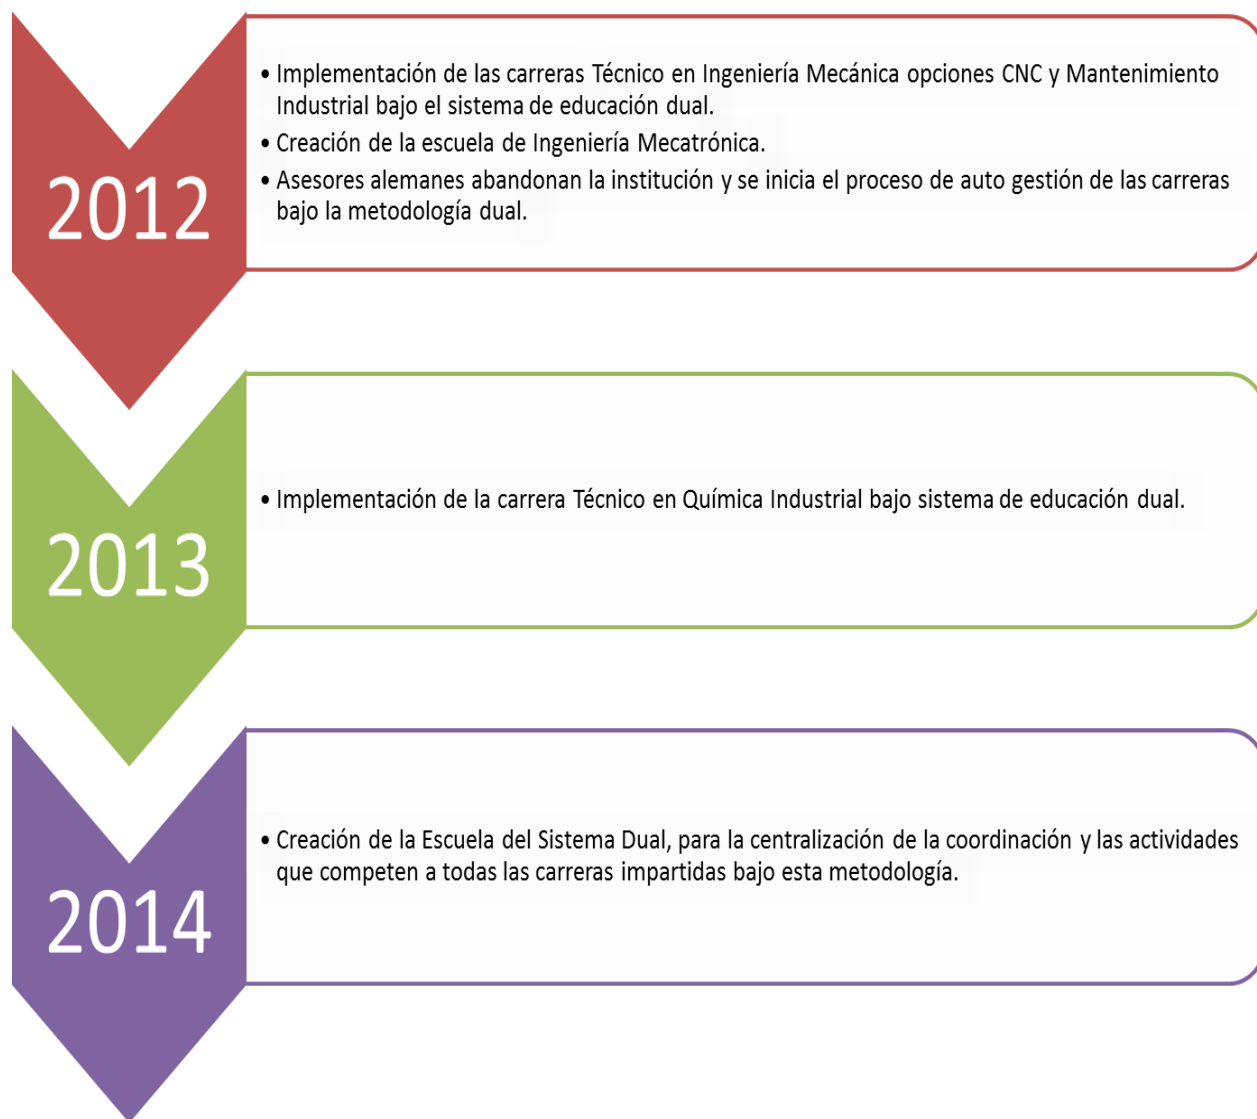 2012
• Implementación de las carreras Técnico en Ingeniería Mecánica opciones CNC y Mantenimiento
Industrial bajo el sistema de educación dual.
• Creación de la escuela de Ingeniería Mecatrónica.
• Asesores alemanes abandonan la institución y se inicia el proceso de auto gestión de las carreras
bajo la metodología dual.
2013
• Implementación de la carrera Técnico en Química Industrial bajo sistema de educación dual.
2014
• Creación de la Escuela del Sistema Dual, para la centralización de la coordinación y las actividades
que competen a todas las carreras impartidas bajo esta metodología.